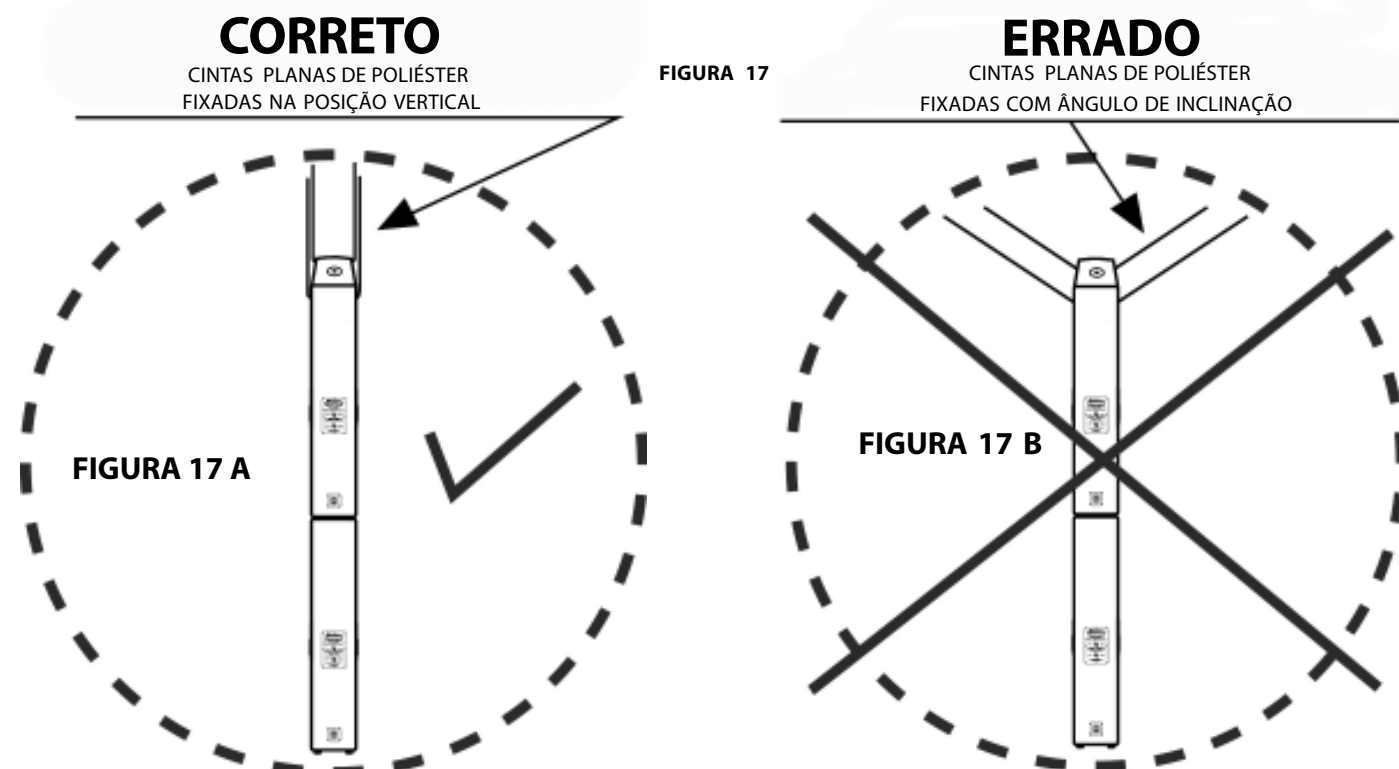 CORRETO
CINTAS PLANAS DE POLIÉSTER
FIXADAS NA POSIÇÃO VERTICAL
FIGURA 17
ERRADO
CINTAS PLANAS DE POLIÉSTER
FIXADAS COM ÂNGULO DE INCLINAÇÃO
FIGURA 17 A
FIGURA 17 B